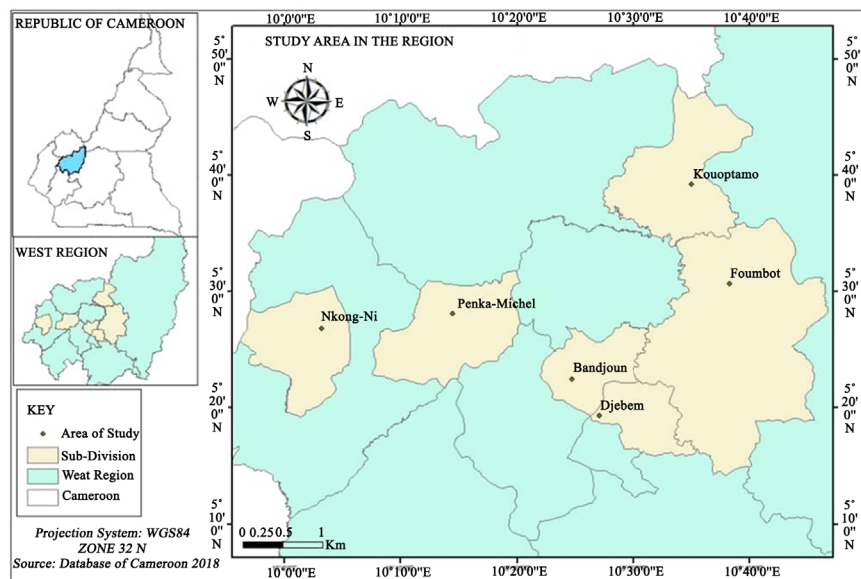 REPUBLIC OF CAMEROON
WEST REGION
KEY
Area of Study
Sub-Division
Weat Region
Cameroon
Projection System: WGS84
ZONE 32 N
Source: Database of Cameroon 2018
10°0'0"E 10°10'0"E 10°20'0"E 10°30'0"E 10°40'0"E
STUDY AREA IN THE REGION
N
W E
S
5°
50'
0"
N
5°
40'
0"
N
5°
30'
0"
N
5°
20'
0"
N
5°
10'
0"
N
Kouoptamo
Foumbot
Penka-Michel
Nkong-Ni
Bandjoun
Djebem
0 0.25 0.5 1
Km
5°
50'
0"
N
5°
40'
0"
N
5°
30'
0"
N
5°
20'
0"
N
5°
10'
0"
N
10°0'0"E 10°10'0"E 10°20'0"E 10°30'0"E 10°40'0"E